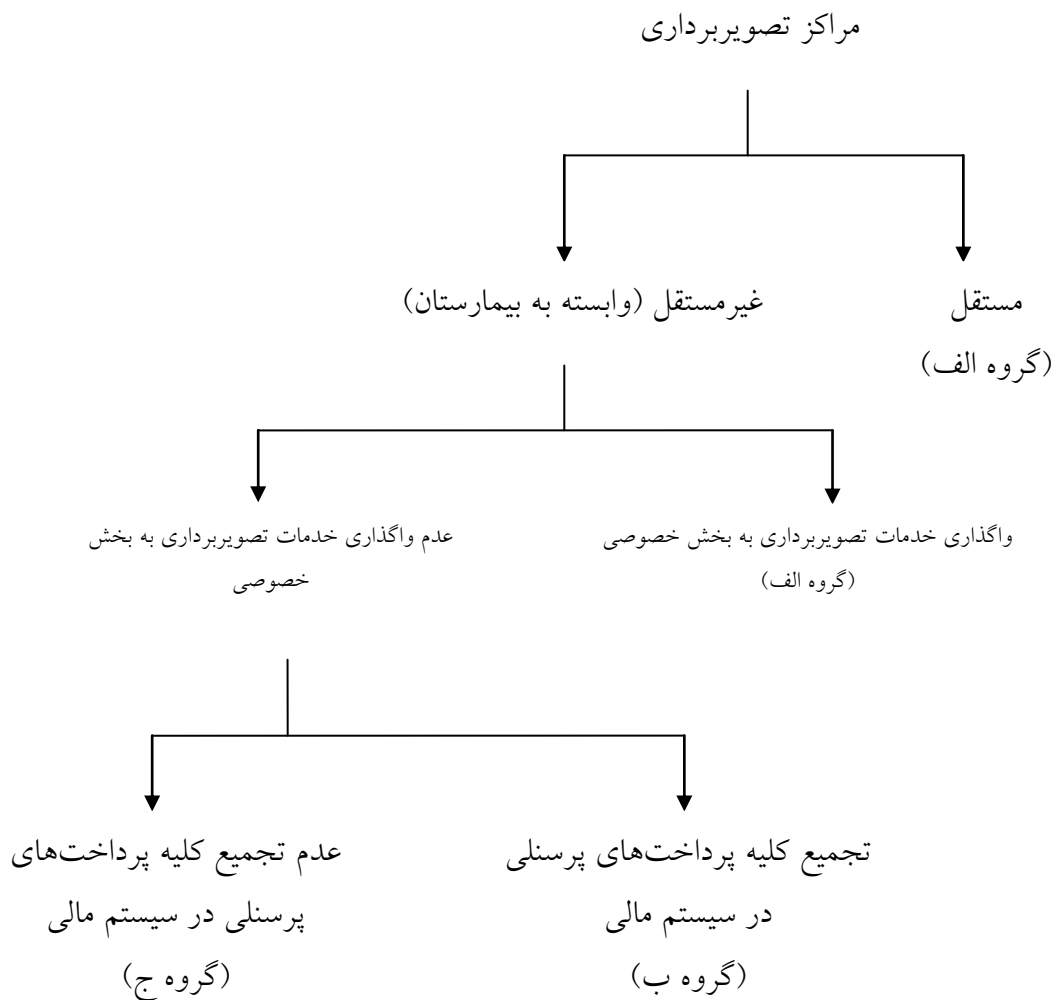 مراکز تصویربرداری
مستقل
(گروه الف)
غیرمستقل (وابسته به بیمارستان)
واگذاری خدمات تصویربرداری به بخش خصوصی
(گروه الف)
عدم واگذاری خدمات تصویربرداری به بخش
خصوصی
تجمیع کلیه پرداخت‌های پرسنلی
در سیستم مالی
(گروه ب)
عدم تجمیع کلیه پرداخت‌های
پرسنلی در سیستم مالی
(گروه ج)